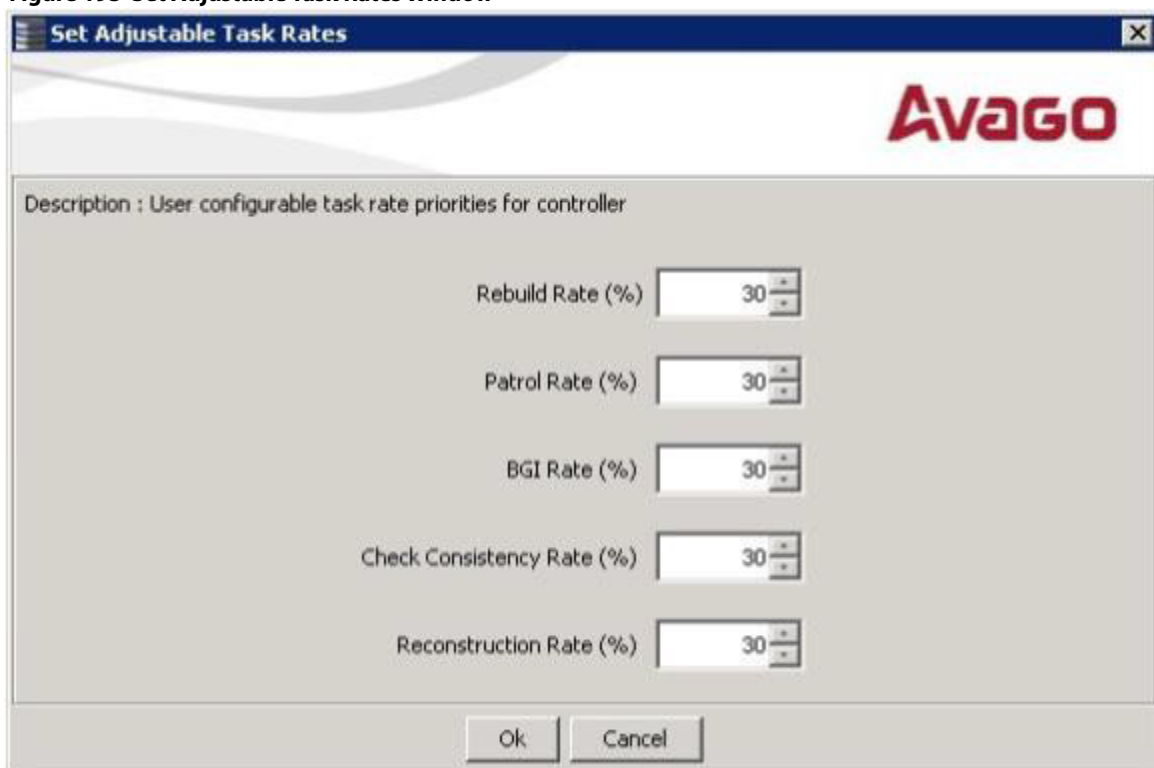 Set Adjustable Task Rates
AVAGO
Description : User configurable task rate priorities for controller
Rebuild Rate (%) 30
Patrol Rate (%) 30
BGI Rate (%) 30
Check Consistency Rate (%) 30
Reconstruction Rate (%) 30
Ok Cancel